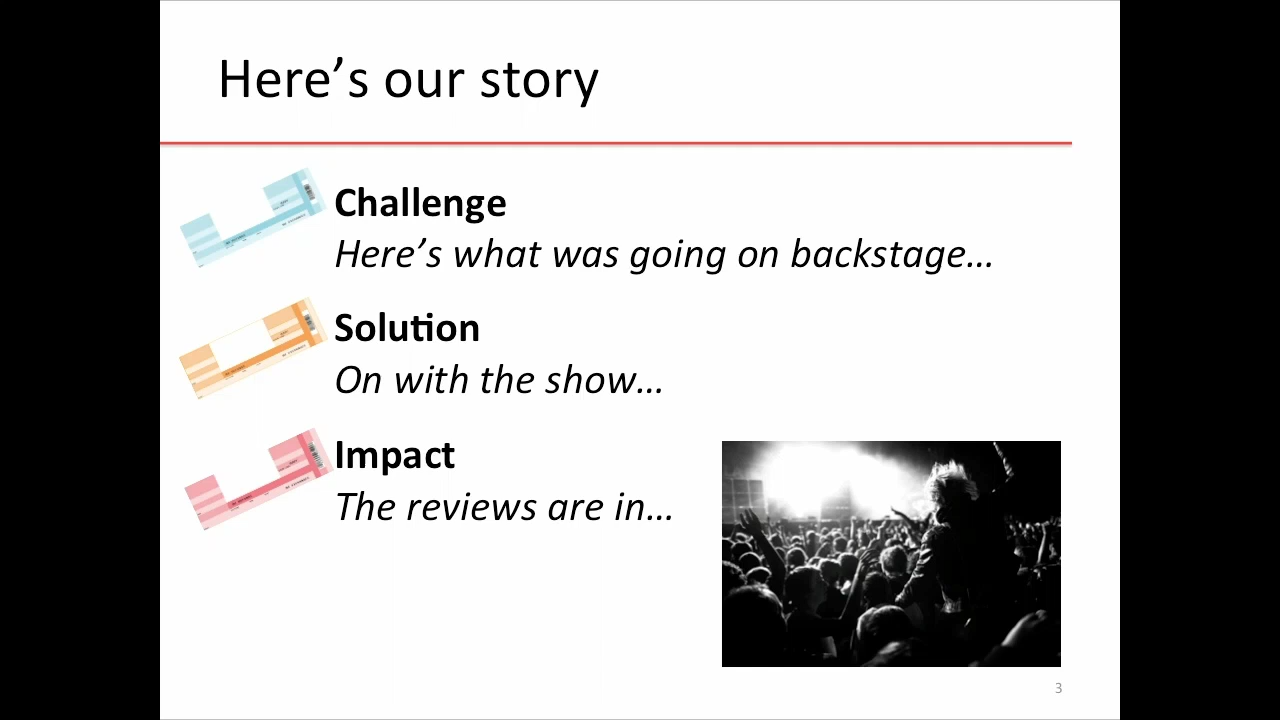 Here’s our story
Challenge
Here’s what was going on backstage…
Solution
On with the show…
Impact
The reviews are in…
3